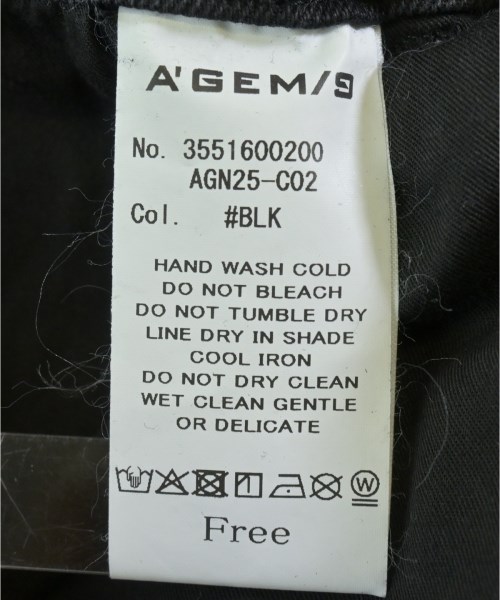 A'GEM/9
No. 3551600200
AGN25-C02
Col. #BLK
HAND WASH COLD
DO NOT BLEACH
DO NOT TUMBLE DRY
LINE DRY IN SHADE
COOL IRON
DO NOT DRY CLEAN
WET CLEAN GENTLE
OR DELICATE
W
Free